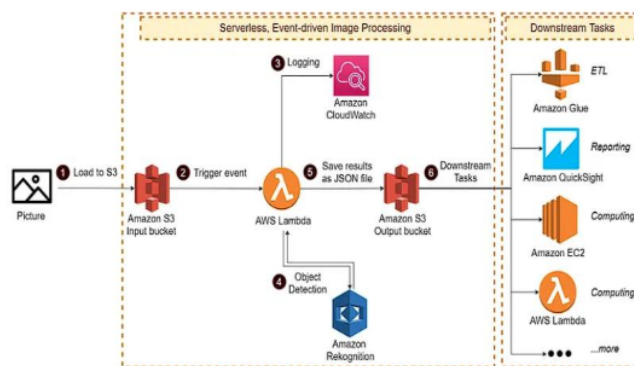 Serverless, Event-driven Image Processing
Downstream Tasks
3 Logging
Amazon
CloudWatch
ETL
Amazon Glue
1 Load to S3
2 Trigger event
5 Save results
as JSON file
6 Downstream
Tasks
Reporting
Amazon QuickSight
Picture
Amazon S3
Input bucket
AWS Lambda
Amazon S3
Output bucket
Computing
Amazon EC2
4 Object
Detection
Amazon
Rekognition
Computing
AWS Lambda
...more